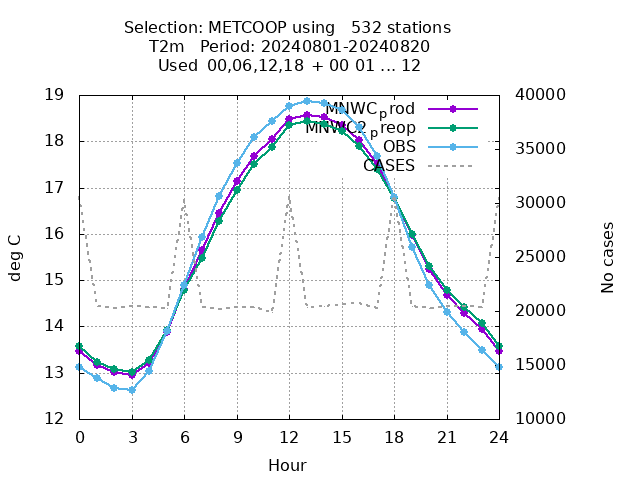 Selection: METCOOP using   532 stations
T2m   Period: 20240801-20240820
Used  00,06,12,18  + 00 01 ... 12
19 40000
MNWCprod
MNWC2preop
18 35000
OBS
CASES
17 30000
16 25000
deg C No cases
15 20000
14
13 15000
12 10000
0 3 6 9 12 15 18 21 24
Hour